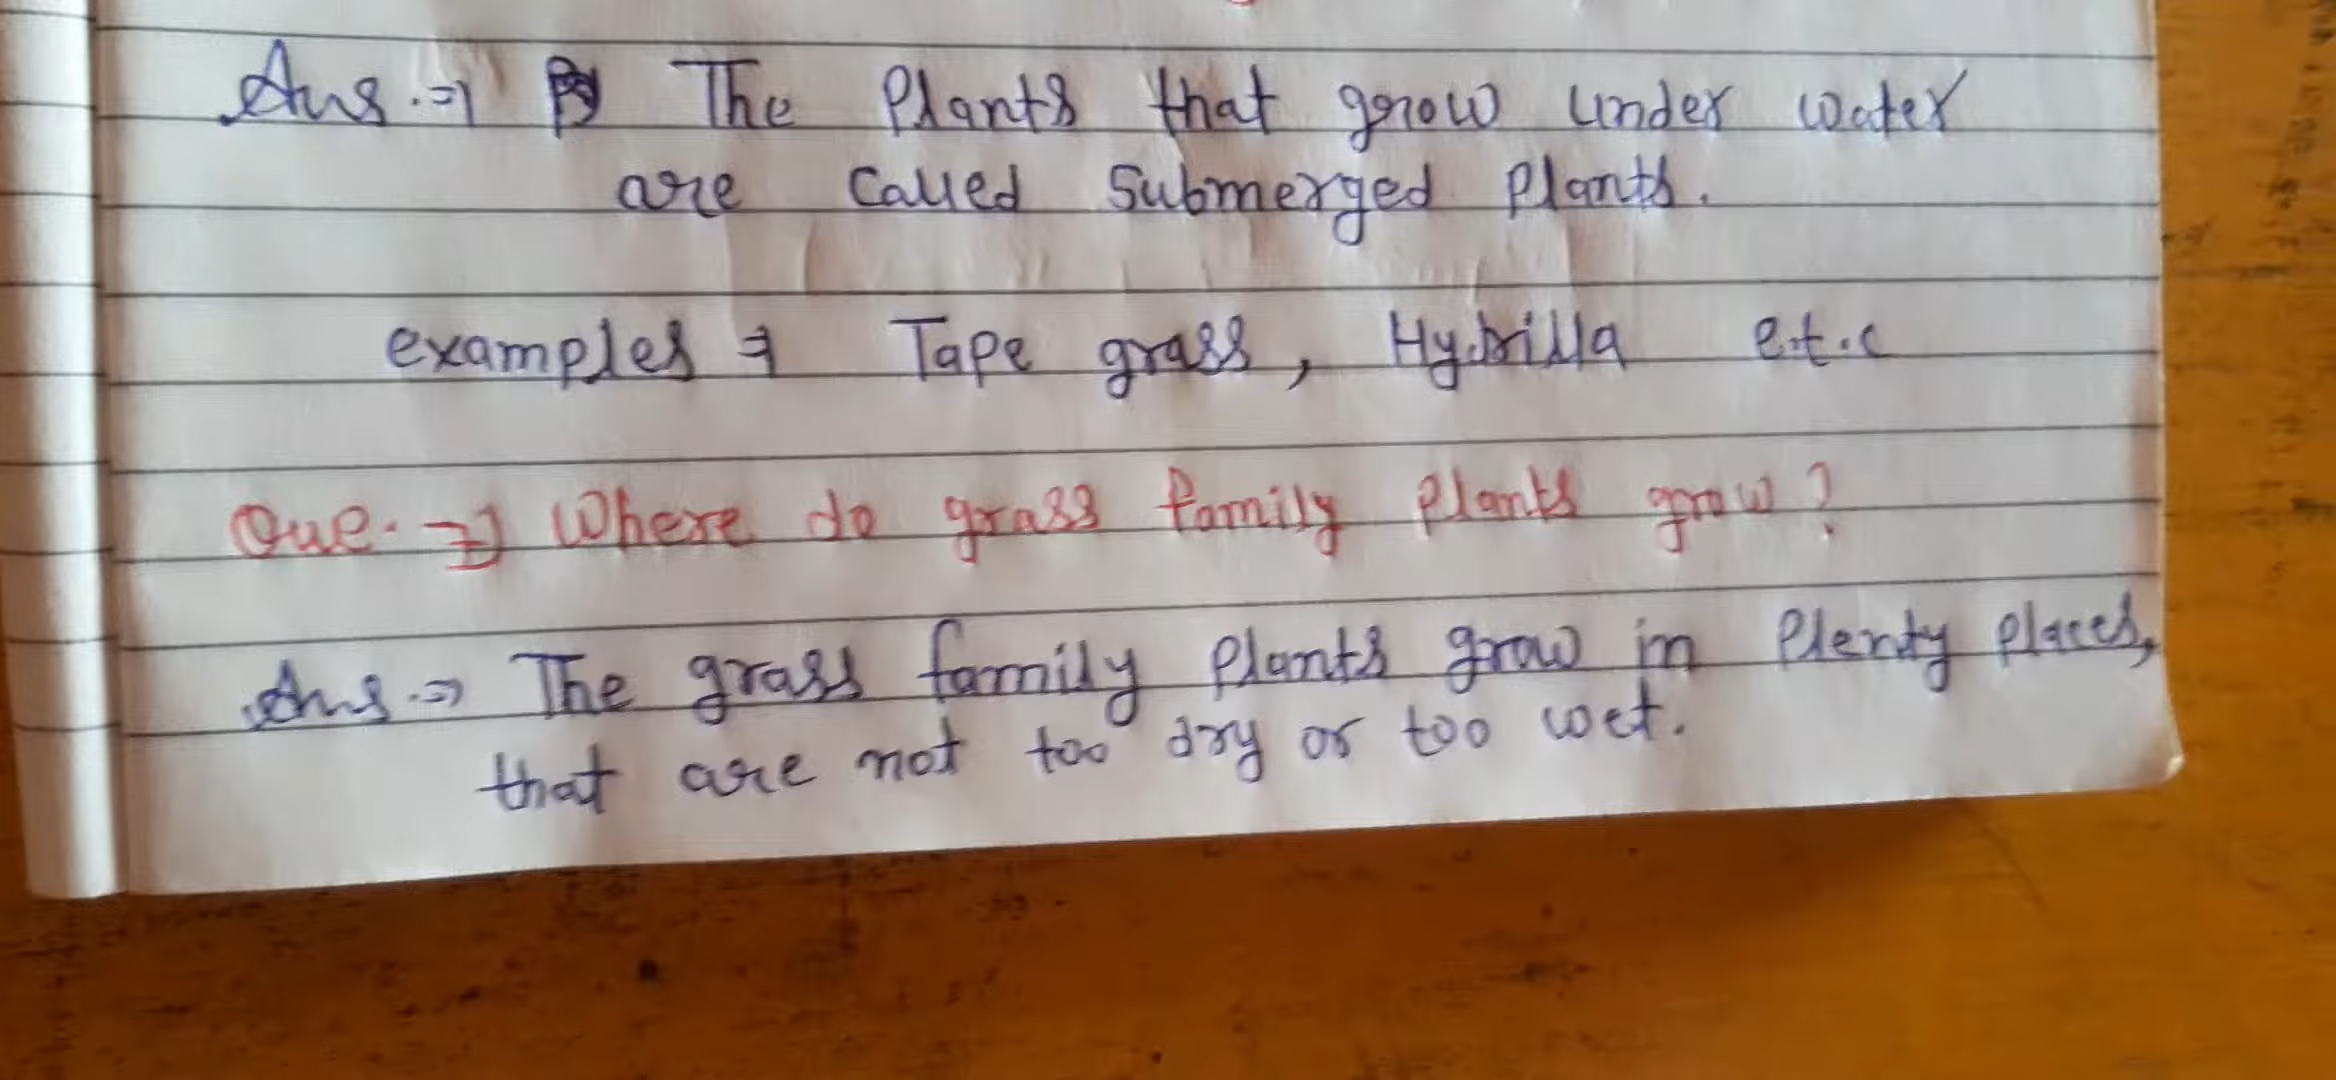 Ans.⇒ The Plants that grow under water
are called submerged plants.
examples ⇒ Tape grass, Hybrilla e.t.c
Que. ⇒ Where do grass family plants grow?
Ans.⇒ The grass family plants grow in Plenty places,
that are not too dry or too wet.